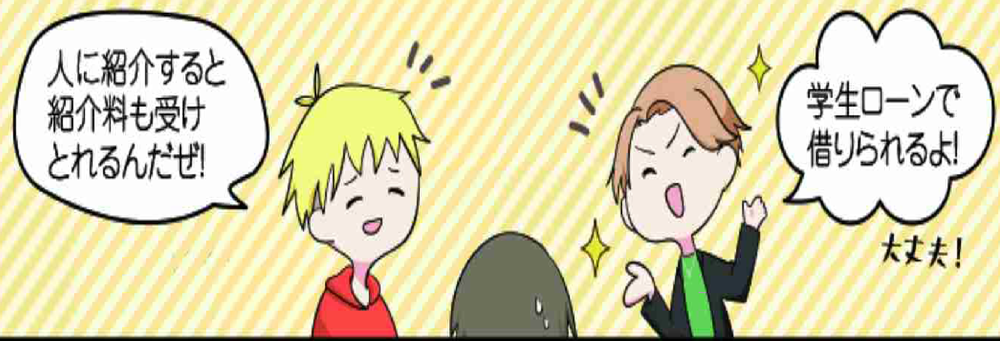 学生ローンで
借りられるよ!
大丈夫!
人に紹介すると
紹介料も受け
とれるんだぜ!